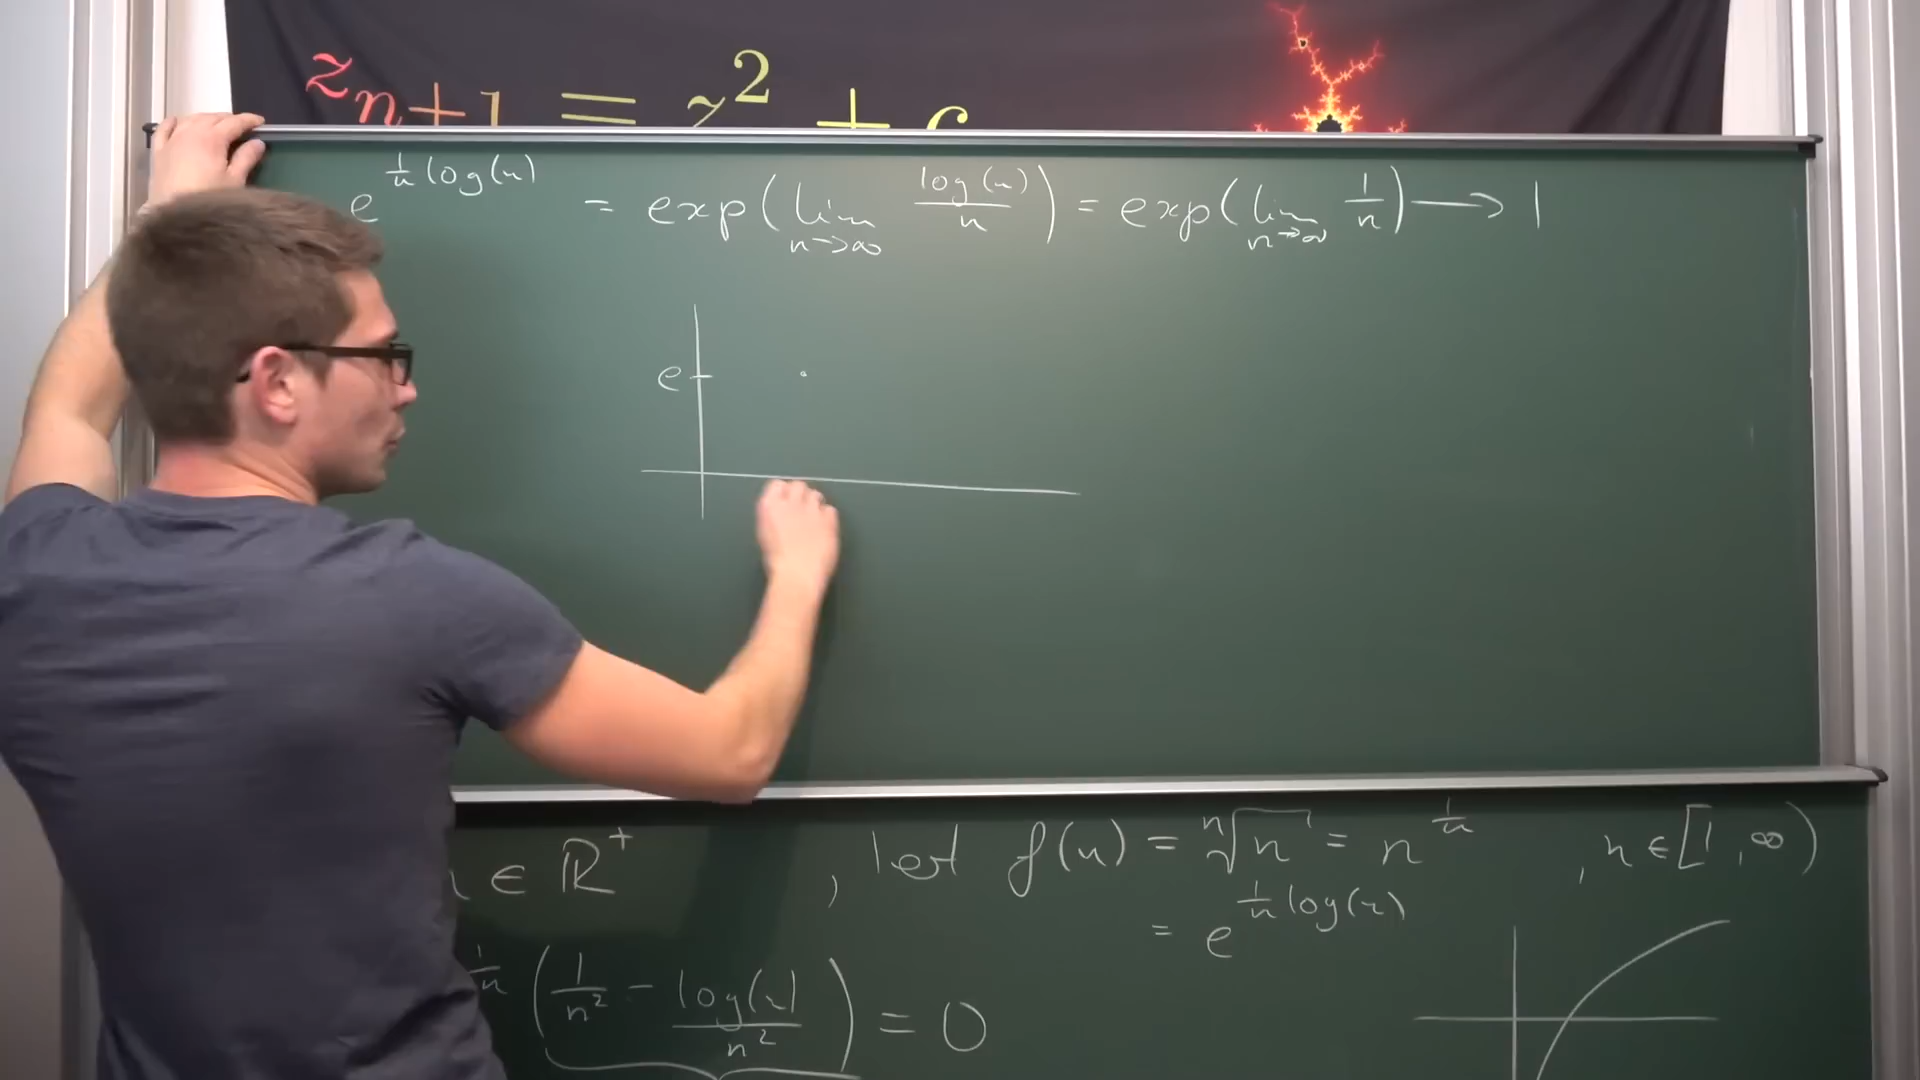 zₙ₊₁ = z² + c
e^{1/n log(n)} = exp(lim_{n→∞} log(n)/n) = exp(lim_{n→∞} 1/n) → 1
e
n ∈ ℝ⁺ , let f(n) = ⁿ√n = n^{1/n} , n ∈ [1, ∞)
= e^{1/n log(n)}
^{1/n} (1/n² - log(n)/n²) = 0